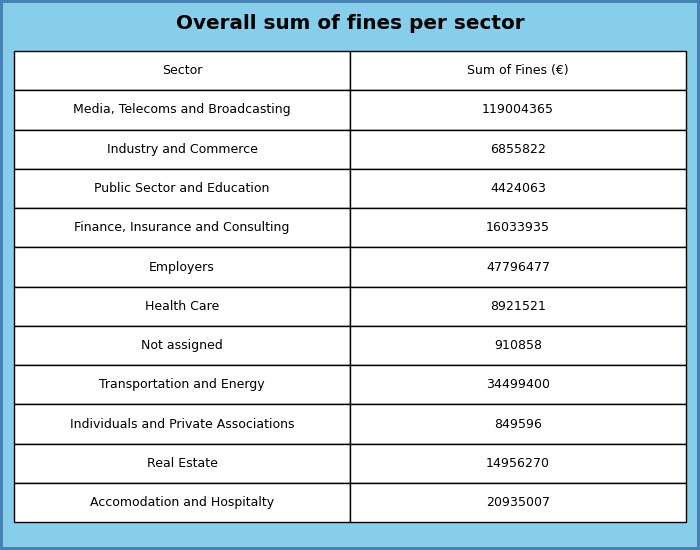 Overall sum of fines per sector
Sector Sum of Fines (€)
Media, Telecoms and Broadcasting 119004365
Industry and Commerce 6855822
Public Sector and Education 4424063
Finance, Insurance and Consulting 16033935
Employers 47796477
Health Care 8921521
Not assigned 910858
Transportation and Energy 34499400
Individuals and Private Associations 849596
Real Estate 14956270
Accomodation and Hospitalty 20935007